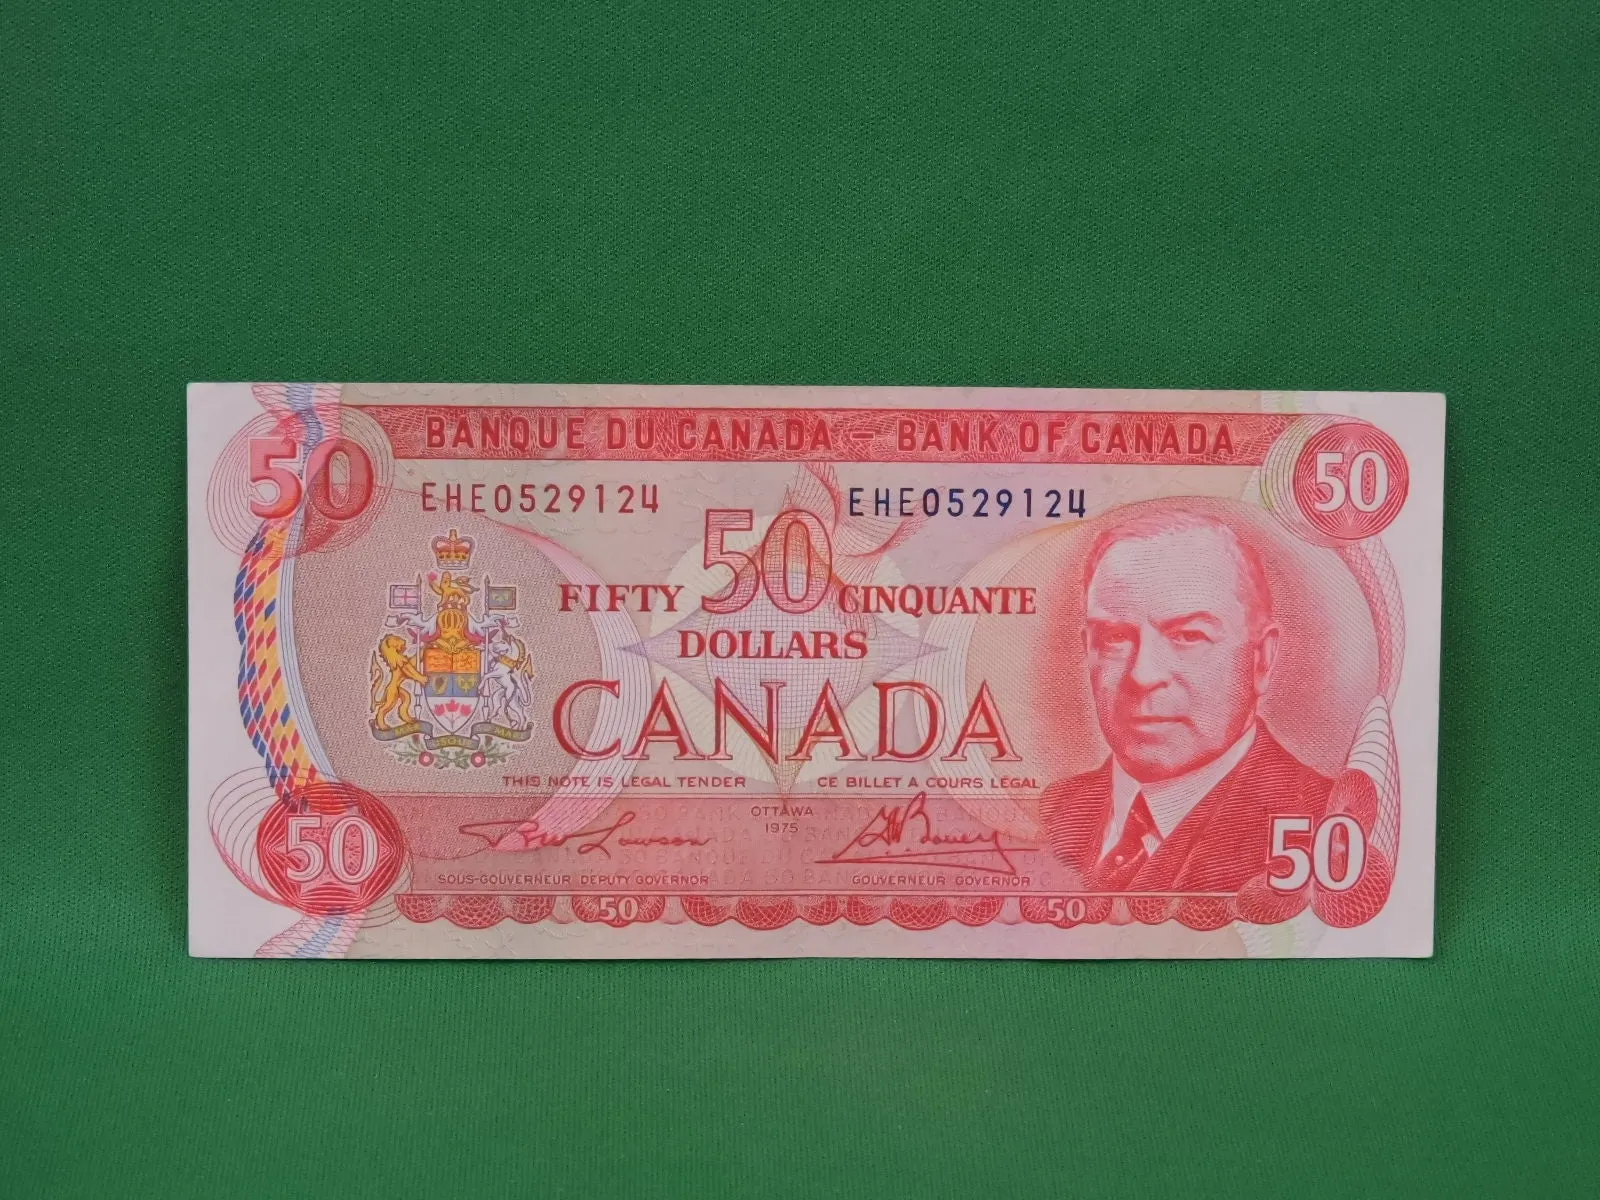 BANQUE DU CANADA – BANK OF CANADA
50
50
EHE0529124
EHE0529124
50
FIFTY
CINQUANTE
DOLLARS
CANADA
THIS NOTE IS LEGAL TENDER
CE BILLET A COURS LÉGAL
OTTAWA
1975
50
50
SOUS-GOUVERNEUR DEPUTY GOVERNOR
GOUVERNEUR GOVERNOR
50
50